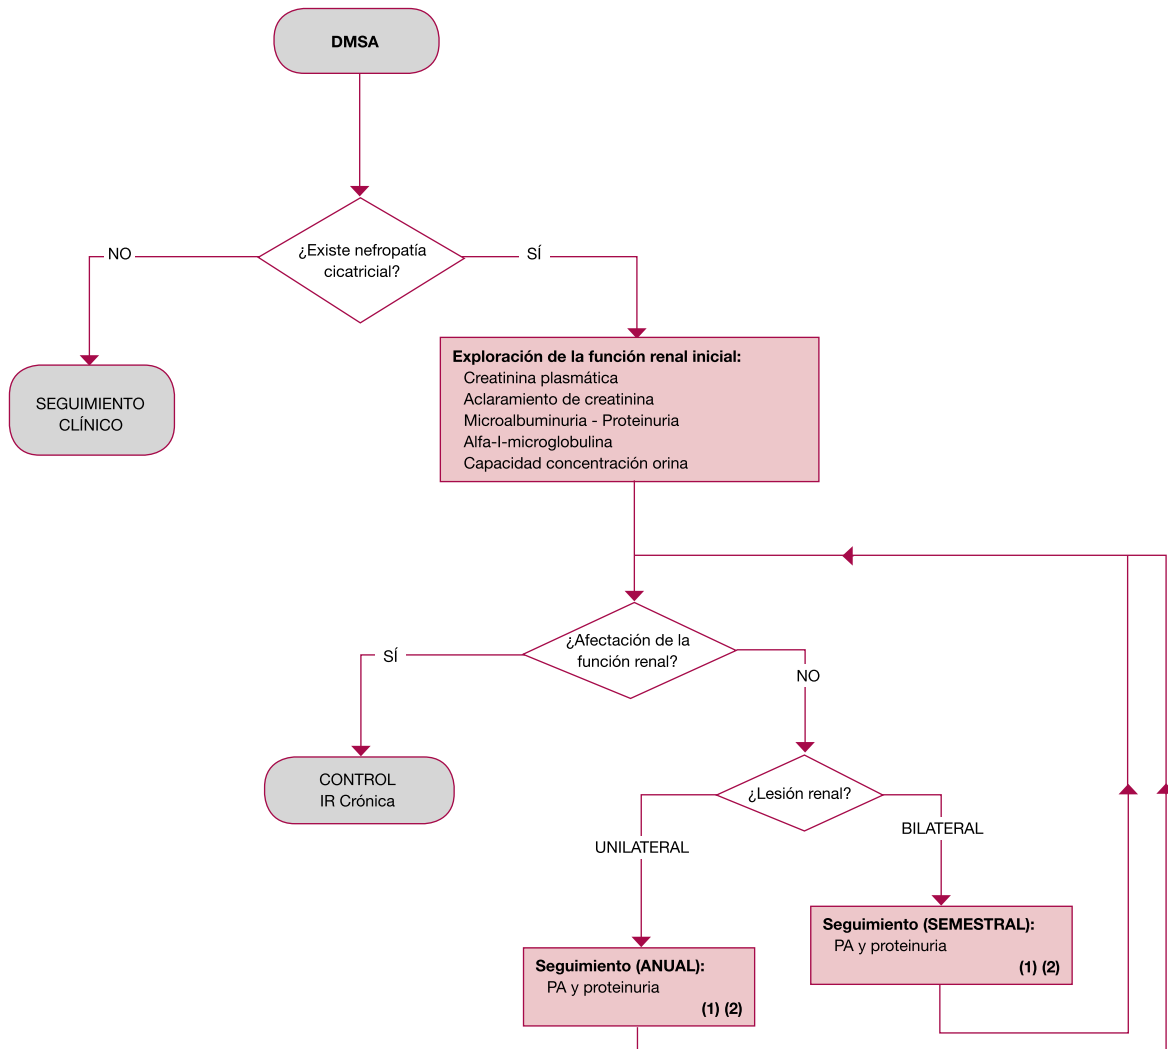 DMSA
¿Existe nefropatía
cicatricial?
NO
SÍ
SEGUIMIENTO
CLÍNICO
Exploración de la función renal inicial:
Creatinina plasmática
Aclaramiento de creatinina
Microalbuminuria - Proteinuria
Alfa-I-microglobulina
Capacidad concentración orina
¿Afectación de la
función renal?
SÍ
NO
CONTROL
IR Crónica
¿Lesión renal?
UNILATERAL
BILATERAL
Seguimiento (ANUAL):
PA y proteinuria
(1) (2)
Seguimiento (SEMESTRAL):
PA y proteinuria
(1) (2)